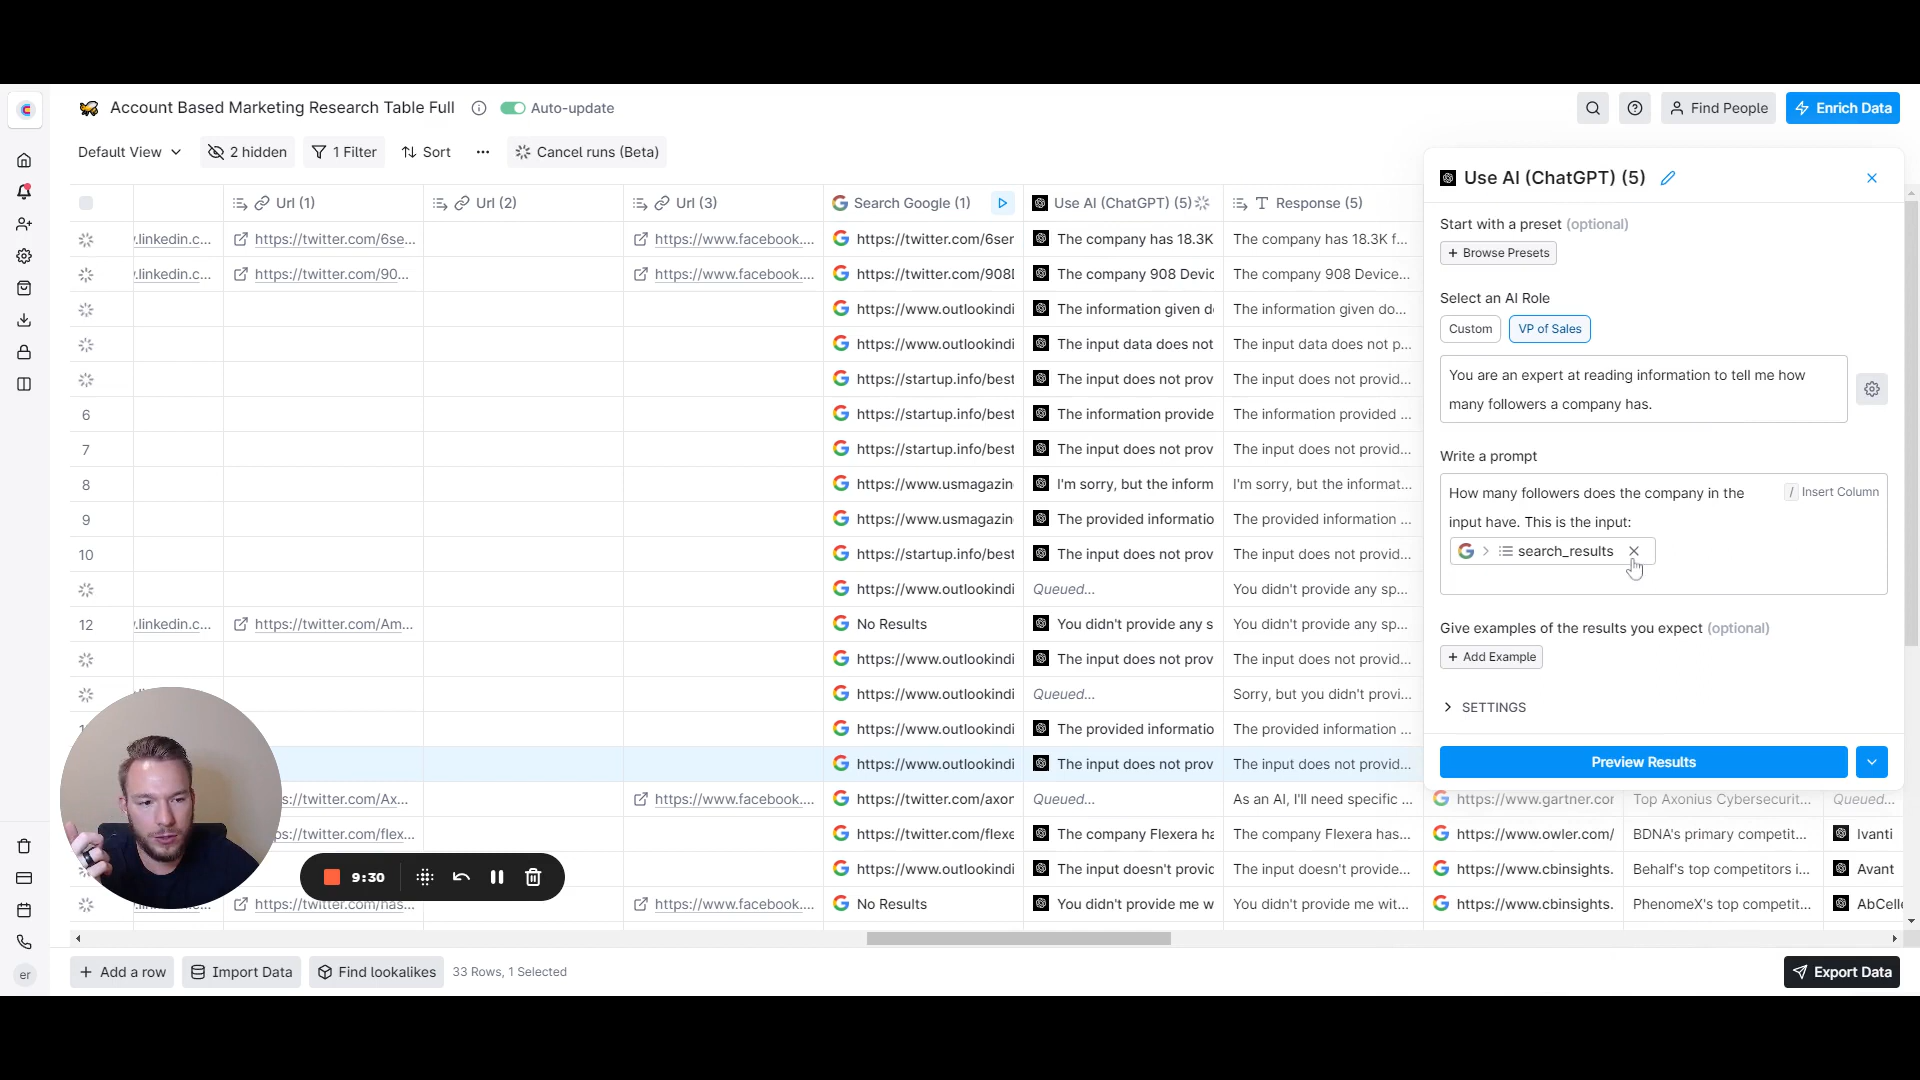 Account Based Marketing Research Table Full
Auto-update
Find People
Enrich Data
Default View
2 hidden
1 Filter
Sort
Cancel runs (Beta)
Url (1)
Url (2)
Url (3)
Search Google (1)
Use AI (ChatGPT) (5)
Response (5)
.linkedin.c... https://twitter.com/6se... https://www.facebook.... https://twitter.com/6ser The company has 18.3K The company has 18.3K f...
.linkedin.c... https://twitter.com/90... https://www.facebook.... https://twitter.com/908 The company 908 Devic The company 908 Device...
https://www.outlookindi The information given d The information given do...
https://www.outlookindi The input data does not The input data does not p...
https://startup.info/best The input does not prov The input does not provid...
6 https://startup.info/best The information provide The information provided ...
7 https://startup.info/best The input does not prov The input does not provid...
8 https://www.usmagazin I'm sorry, but the inform I'm sorry, but the informat...
9 https://www.usmagazin The provided informatio The provided information ...
10 https://startup.info/best The input does not prov The input does not provid...
https://www.outlookindi Queued... You didn't provide any sp...
12 .linkedin.c... https://twitter.com/Am... No Results You didn't provide any s You didn't provide any sp...
https://www.outlookindi The input does not prov The input does not provid...
https://www.outlookindi Queued... Sorry, but you didn't provi...
https://www.outlookindi The provided informatio The provided information ...
https://www.outlookindi The input does not prov The input does not provid...
s://twitter.com/Ax... https://www.facebook.... https://twitter.com/axor Queued... As an AI, I'll need specific ... https://www.gartner.cor Top Axonius Cybersecurit... Queued...
ps://twitter.com/flex... https://twitter.com/flexe The company Flexera ha The company Flexera has... https://www.owler.com/ BDNA's primary competit... Ivanti
https://www.outlookindi The input doesn't provic The input doesn't provide... https://www.cbinsights. Behalf's top competitors i... Avant
.linkedin.c... https://twitter.com/has... https://www.facebook.... No Results You didn't provide me w You didn't provide me wit... https://www.cbinsights. PhenomeX's top competit... AbCelle
Use AI (ChatGPT) (5)
Start with a preset (optional)
+ Browse Presets
Select an AI Role
Custom
VP of Sales
You are an expert at reading information to tell me how
many followers a company has.
Write a prompt
How many followers does the company in the
/ Insert Column
input have. This is the input:
search_results
Give examples of the results you expect (optional)
+ Add Example
SETTINGS
Preview Results
9:30
er
+ Add a row
Import Data
Find lookalikes
33 Rows, 1 Selected
Export Data